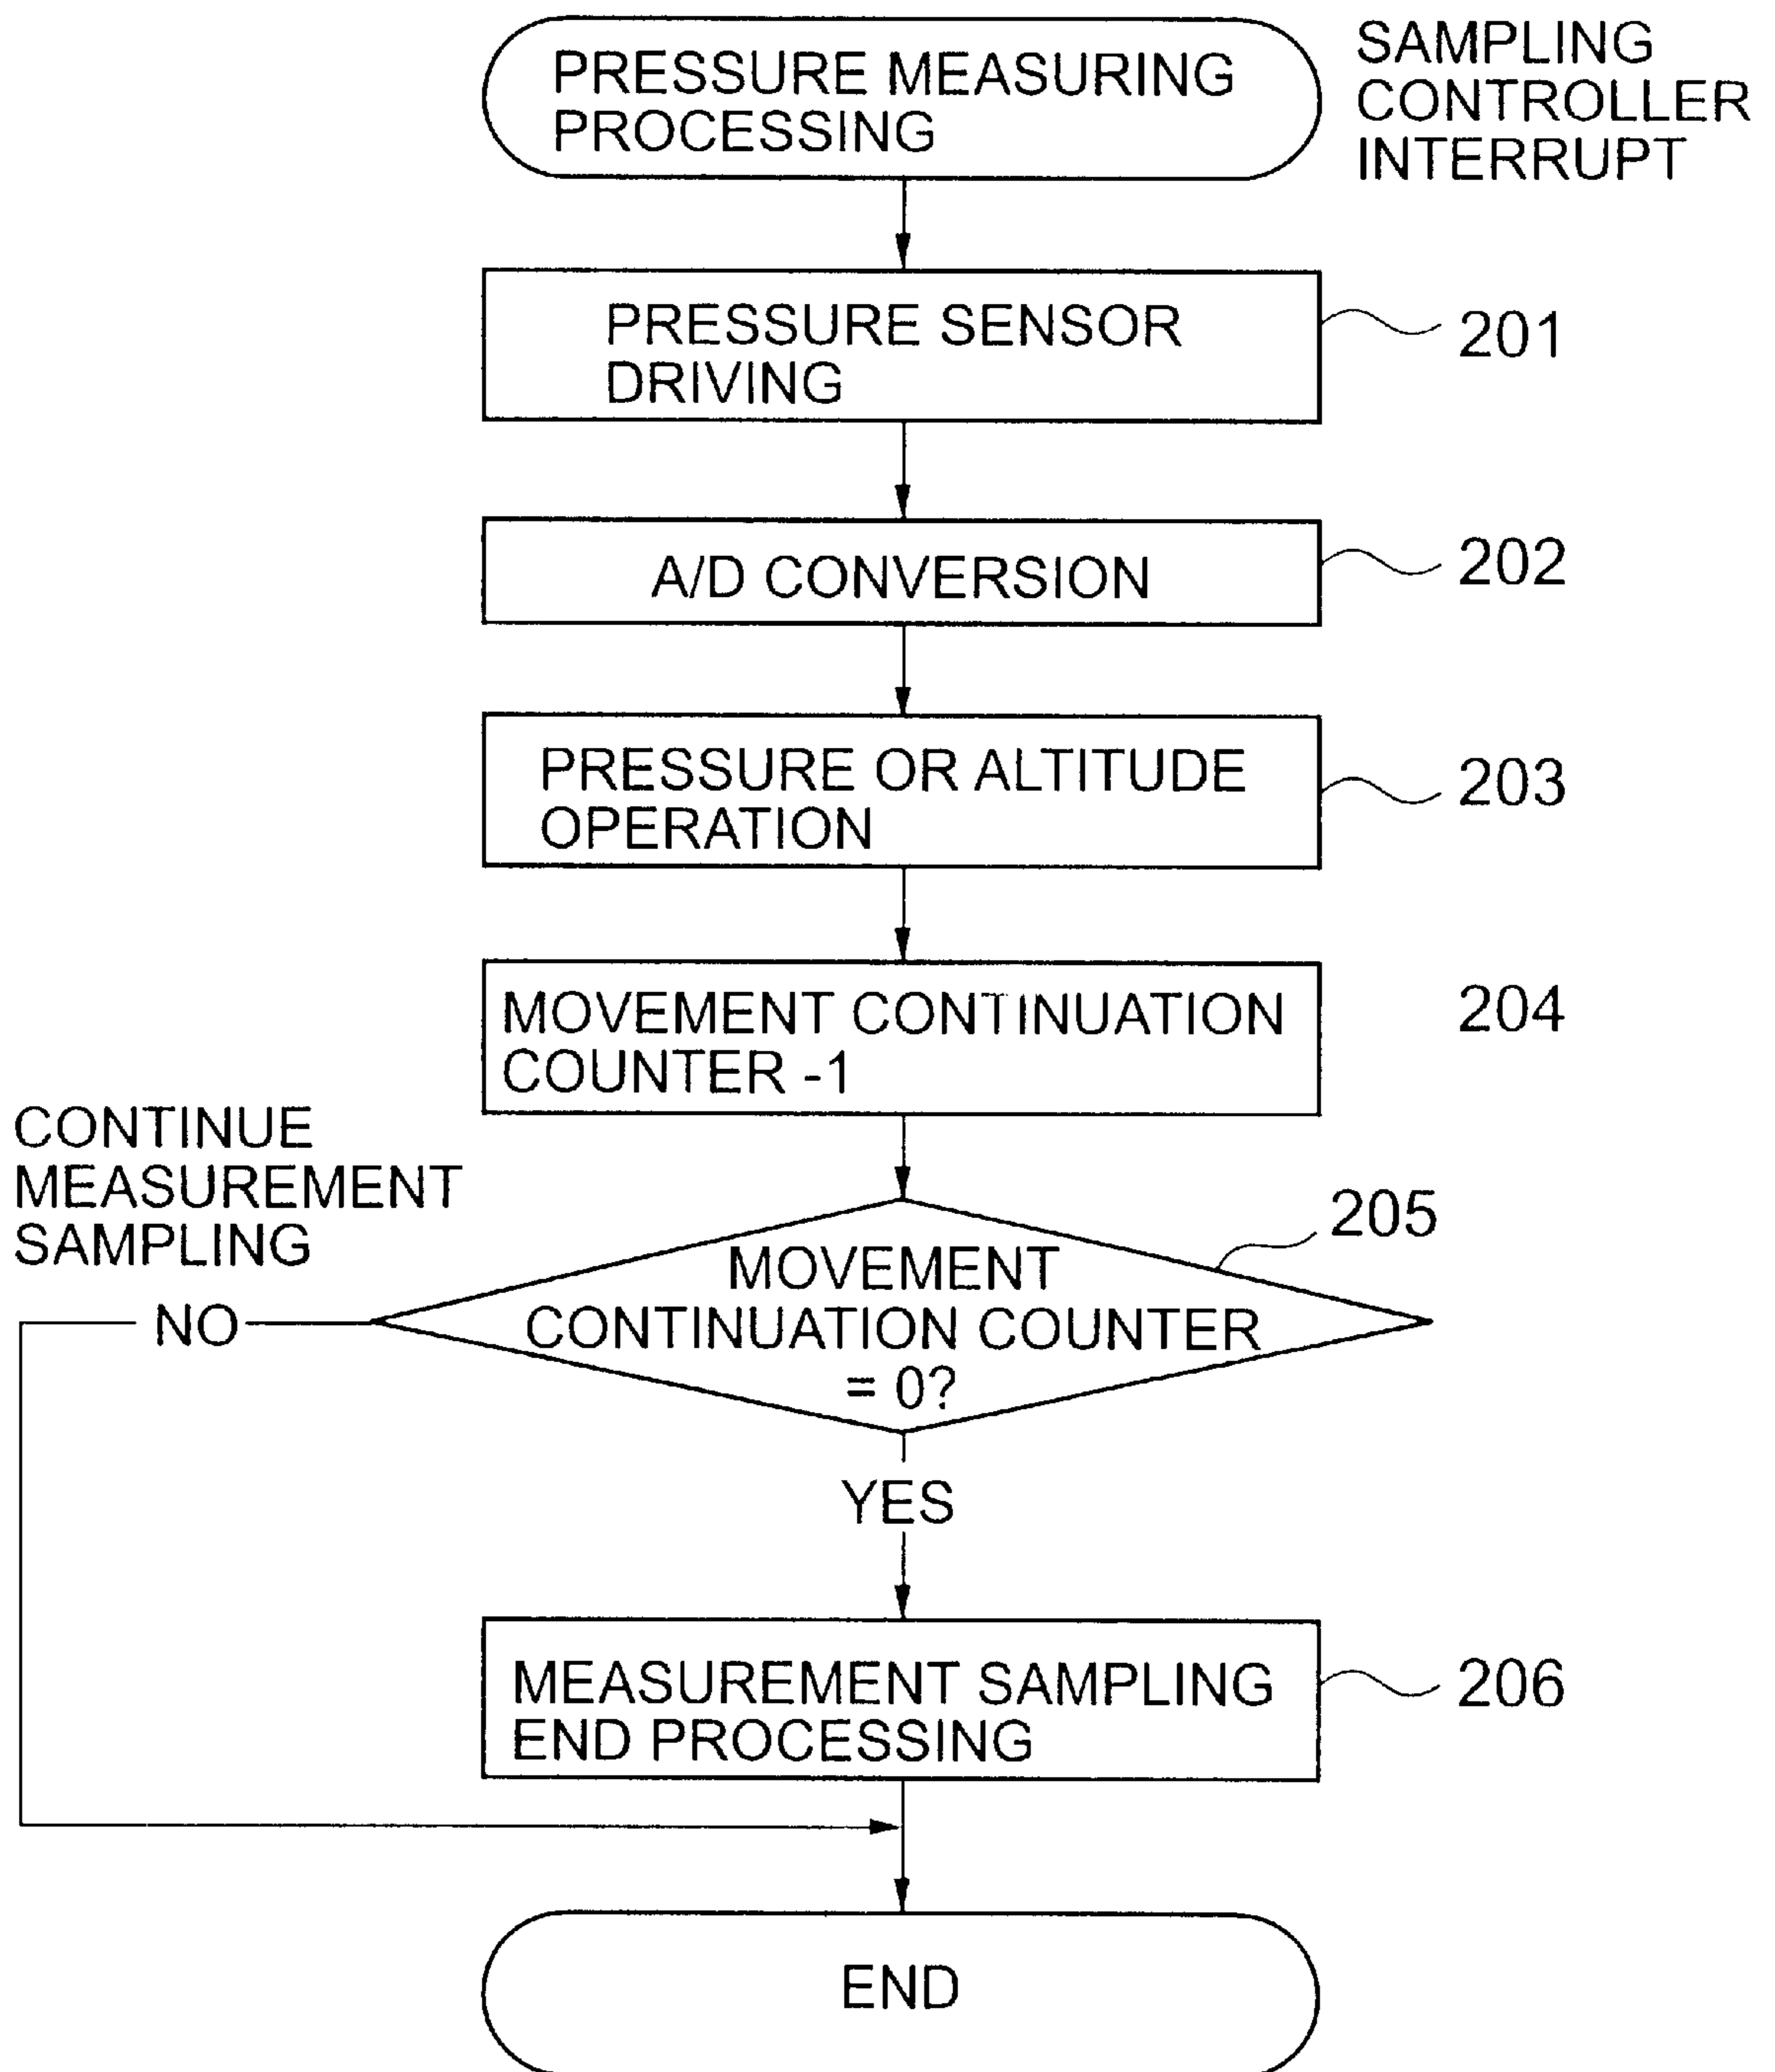 PRESSURE MEASURING
PROCESSING
SAMPLING
CONTROLLER
INTERRUPT
PRESSURE SENSOR
DRIVING
201
A/D CONVERSION
202
PRESSURE OR ALTITUDE
OPERATION
203
MOVEMENT CONTINUATION
COUNTER -1
204
CONTINUE
MEASUREMENT
SAMPLING
205
MOVEMENT
CONTINUATION COUNTER
= 0?
NO
YES
MEASUREMENT SAMPLING
END PROCESSING
206
END